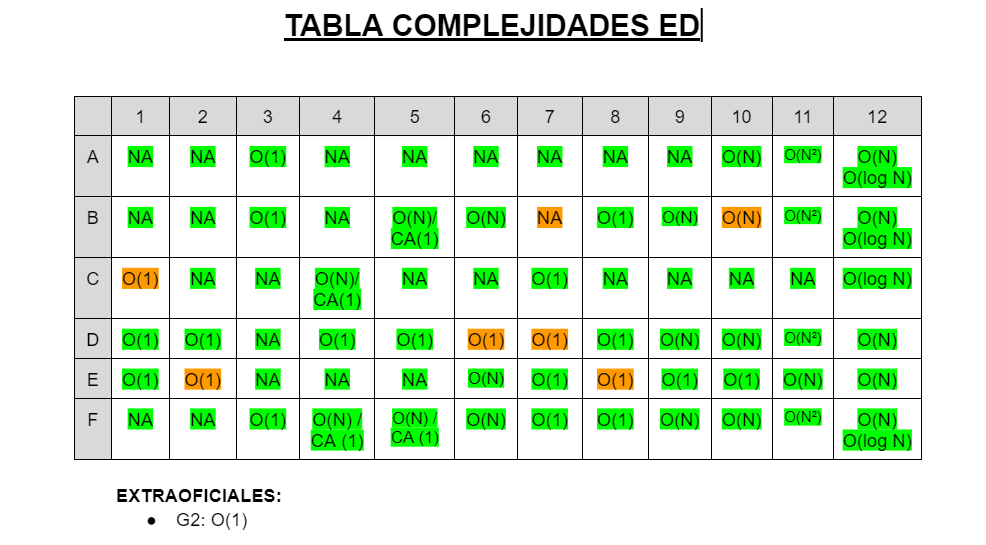 TABLA COMPLEJIDADES ED
1 2 3 4 5 6 7 8 9 10 11 12
A NA NA O(1) NA NA NA NA NA NA O(N) O(N²) O(N) O(log N)
B NA NA O(1) NA O(N)/ CA(1) O(N) NA O(1) O(N) O(N) O(N²) O(N) O(log N)
C O(1) NA NA O(N)/ CA(1) NA NA O(1) NA NA NA NA O(log N)
D O(1) O(1) NA O(1) O(1) O(1) O(1) O(1) O(N) O(N) O(N²) O(N)
E O(1) O(1) NA NA NA O(N) O(1) O(1) O(1) O(1) O(N) O(N)
F NA NA O(1) O(N) / CA (1) O(N) / CA (1) O(N) O(1) O(1) O(N) O(N) O(N²) O(N) O(log N)
EXTRAOFICIALES:
● G2: O(1)